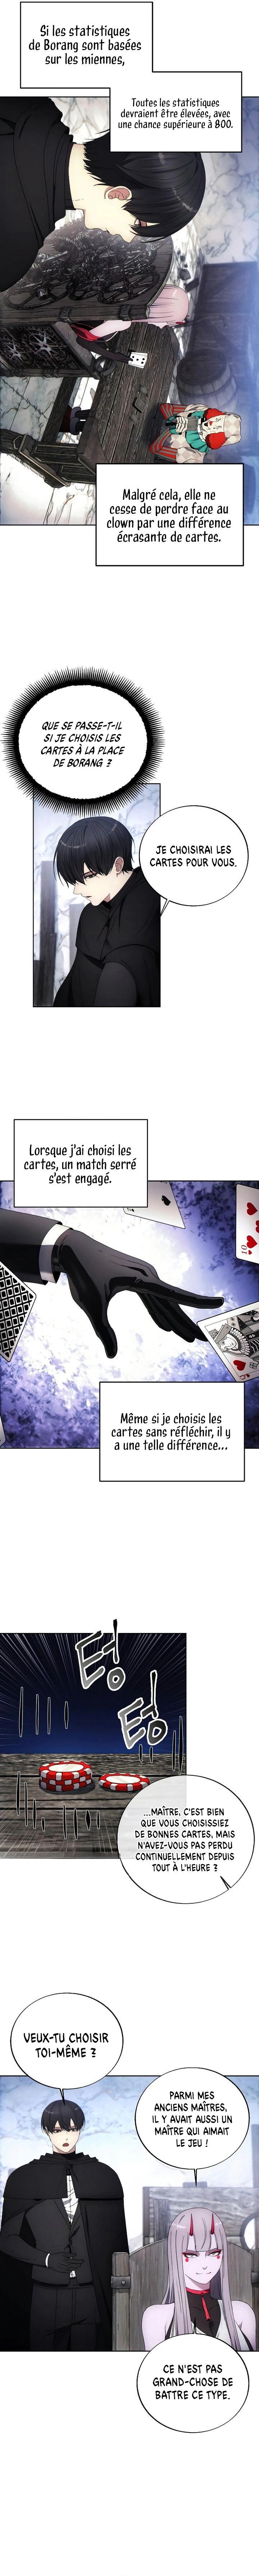 Si les statistiques
de Borang sont basées
sur les miennes,
Toutes les statistiques
devraient être élevées, avec
une chance supérieure à 800.
Malgré cela, elle ne
cesse de perdre face au
clown par une différence
écrasante de cartes.
QUE SE PASSE-T-IL
SI JE CHOISIS LES
CARTES À LA PLACE
DE BORANG ?
JE CHOISIRAI LES
CARTES POUR VOUS.
Lorsque j'ai choisi les
cartes, un match serré
s'est engagé.
10
Même si je choisis les
cartes sans réfléchir, il y
a une telle différence...
...MAÎTRE, C'EST BIEN
QUE VOUS CHOISISSIEZ
DE BONNES CARTES, MAIS
N'AVEZ-VOUS PAS PERDU
CONTINUELLEMENT DEPUIS
TOUT À L'HEURE ?
VEUX-TU CHOISIR
TOI-MÊME ?
PARMI MES
ANCIENS MAÎTRES,
IL Y AVAIT AUSSI UN
MAÎTRE QUI AIMAIT
LE JEU !
CE N'EST PAS
GRAND-CHOSE DE
BATTRE CE TYPE.